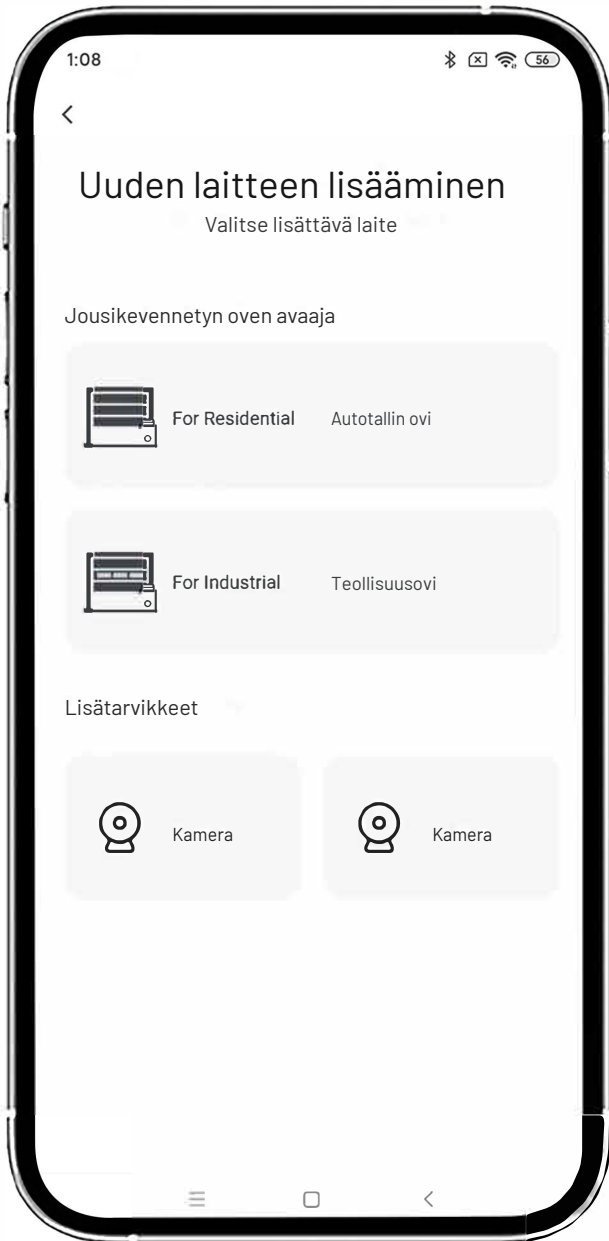 1:08
56
Uuden laitteen lisääminen
Valitse lisättävä laite
Jousikevennetyn oven avaaja
For Residential Autotallin ovi
For Industrial Teollisuusovi
Lisätarvikkeet
Kamera Kamera